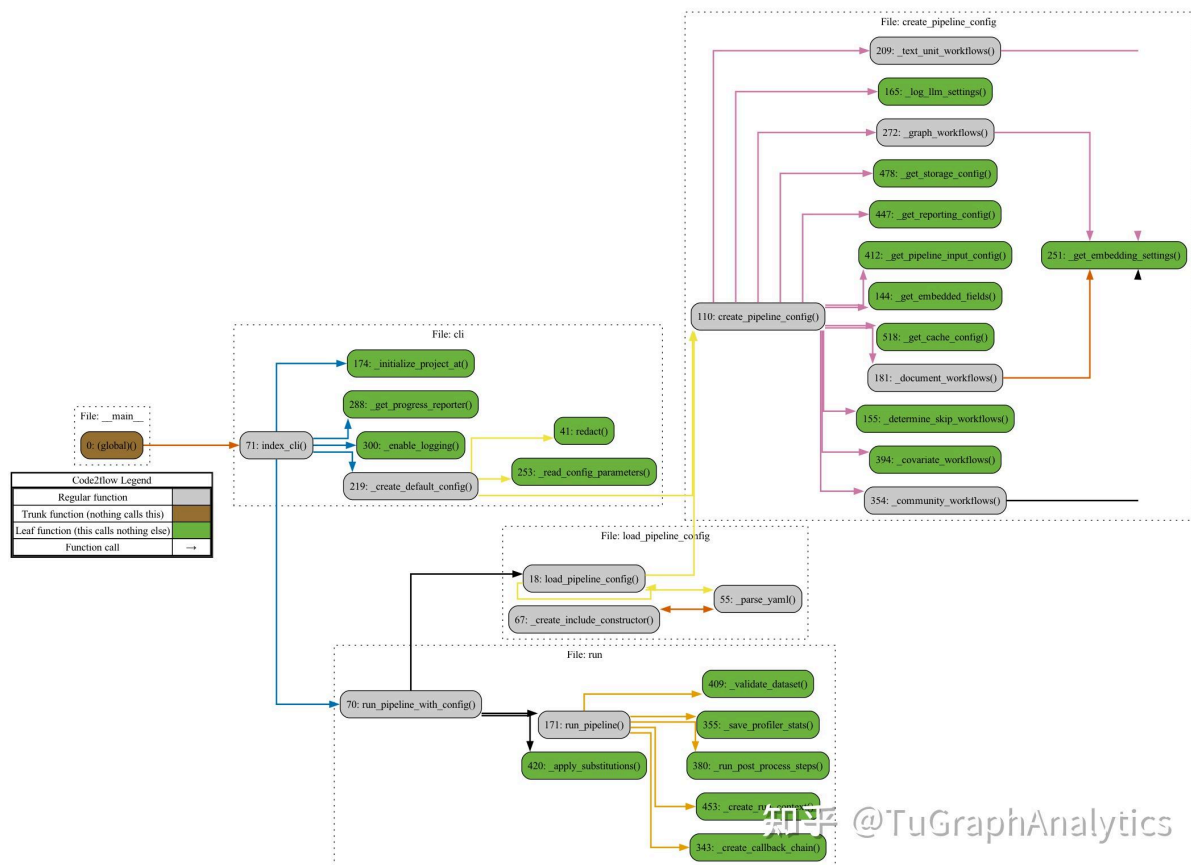 File: create_pipeline_config
209: _text_unit_workflows()
165: _log_llm_settings()
272: _graph_workflows()
478: _get_storage_config()
447: _get_reporting_config()
412: _get_pipeline_input_config()
251: _get_embedding_settings()
144: _get_embedded_fields()
110: create_pipeline_config()
518: _get_cache_config()
181: _document_workflows()
155: _determine_skip_workflows()
394: _covariate_workflows()
354: _community_workflows()
File: cli
174: _initialize_project_at()
288: _get_progress_reporter()
71: index_cli()
300: _enable_logging()
41: redact()
253: _read_config_parameters()
219: _create_default_config()
File: __main__
0: (global)()
Code2flow Legend
Regular function
Trunk function (nothing calls this)
Leaf function (this calls nothing else)
Function call →
File: load_pipeline_config
18: load_pipeline_config()
55: _parse_yaml()
67: _create_include_constructor()
File: run
409: _validate_dataset()
70: run_pipeline_with_config()
171: run_pipeline()
355: _save_profiler_stats()
420: _apply_substitutions()
380: _run_post_process_steps()
453: _create_run_context()
343: _create_callback_chain()
知乎 @TuGraphAnalytics